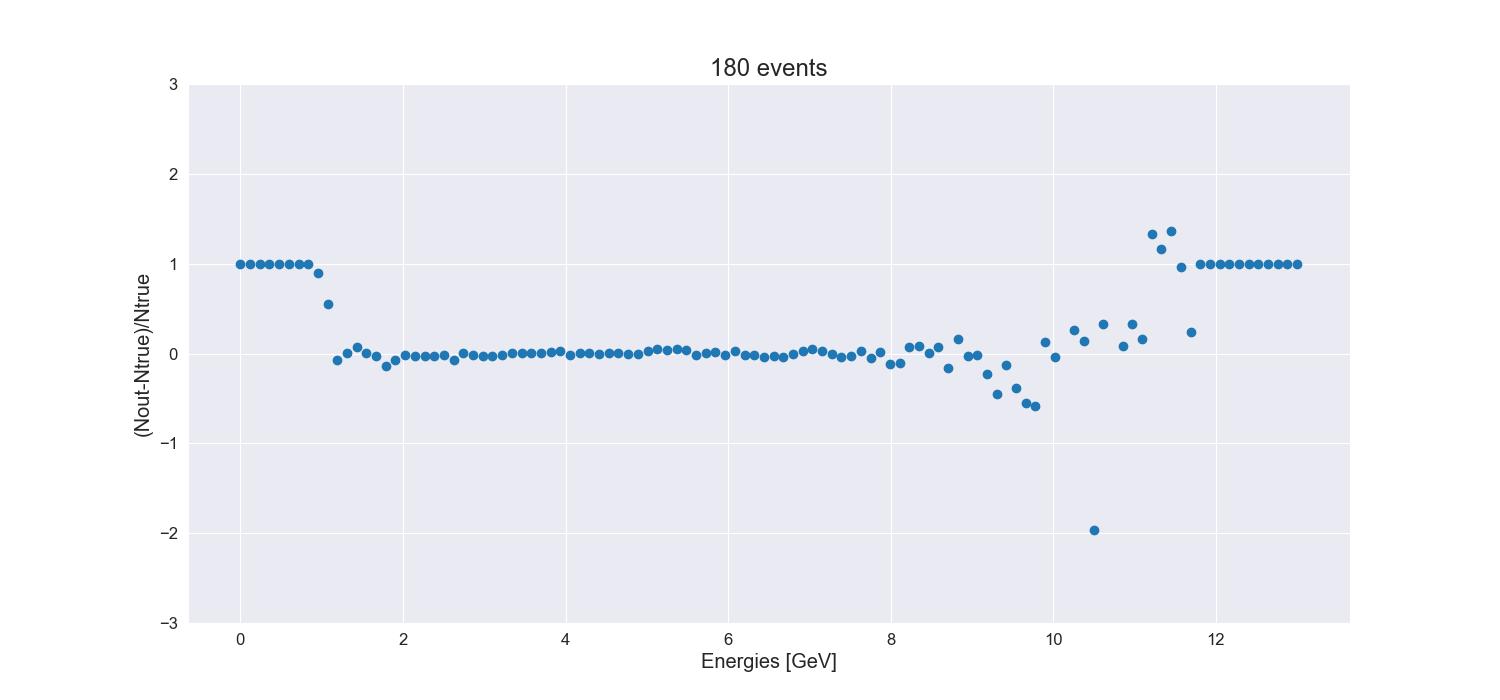 180 events
3
2
1
0
−1
−2
−3
(Nout-Ntrue)/Ntrue
0 2 4 6 8 10 12
Energies [GeV]